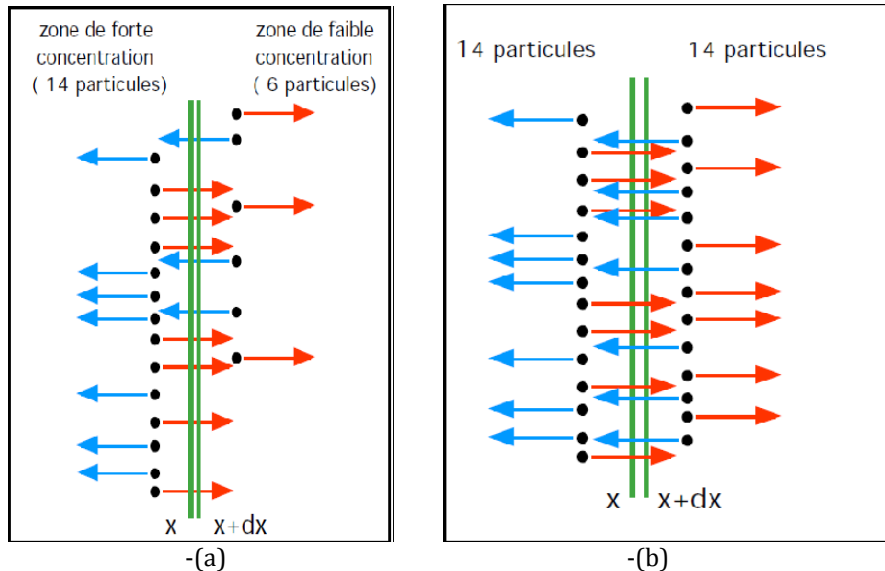 zone de forte
concentration
( 14 particules)
zone de faible
concentration
( 6 particules)
x
x+dx
-(a)
14 particules
14 particules
x
x+dx
-(b)